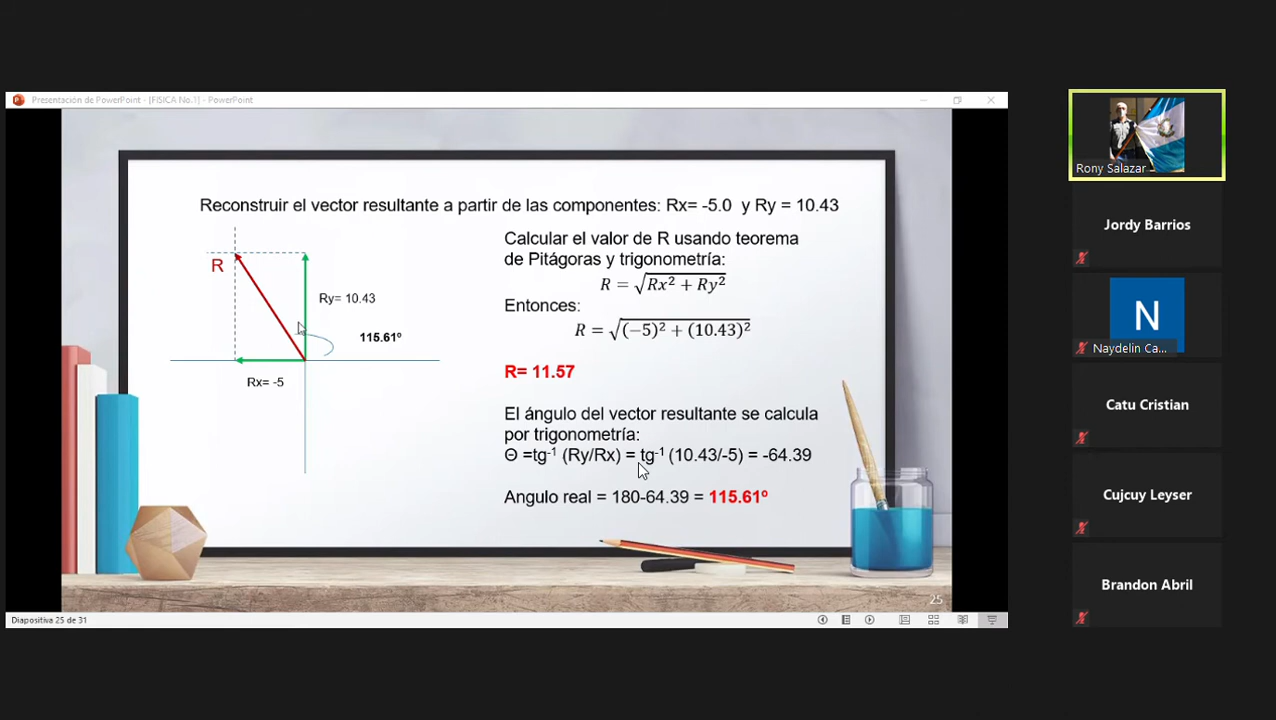 Presentación de PowerPoint - [FISICA No.1] - PowerPoint
Reconstruir el vector resultante a partir de las componentes: Rx= -5.0 y Ry = 10.43
R
Ry= 10.43
115.61º
Rx= -5
Calcular el valor de R usando teorema
de Pitágoras y trigonometría:
R = √(Rx² + Ry²)
Entonces:
R = √((−5)² + (10.43)²)
R= 11.57
El ángulo del vector resultante se calcula
por trigonometría:
Θ =tg⁻¹ (Ry/Rx) = tg⁻¹ (10.43/-5) = -64.39
Angulo real = 180-64.39 = 115.61º
25
Diapositiva 25 de 31
Rony Salazar
Jordy Barrios
N
Naydelin Ca...
Catu Cristian
Cujcuy Leyser
Brandon Abril